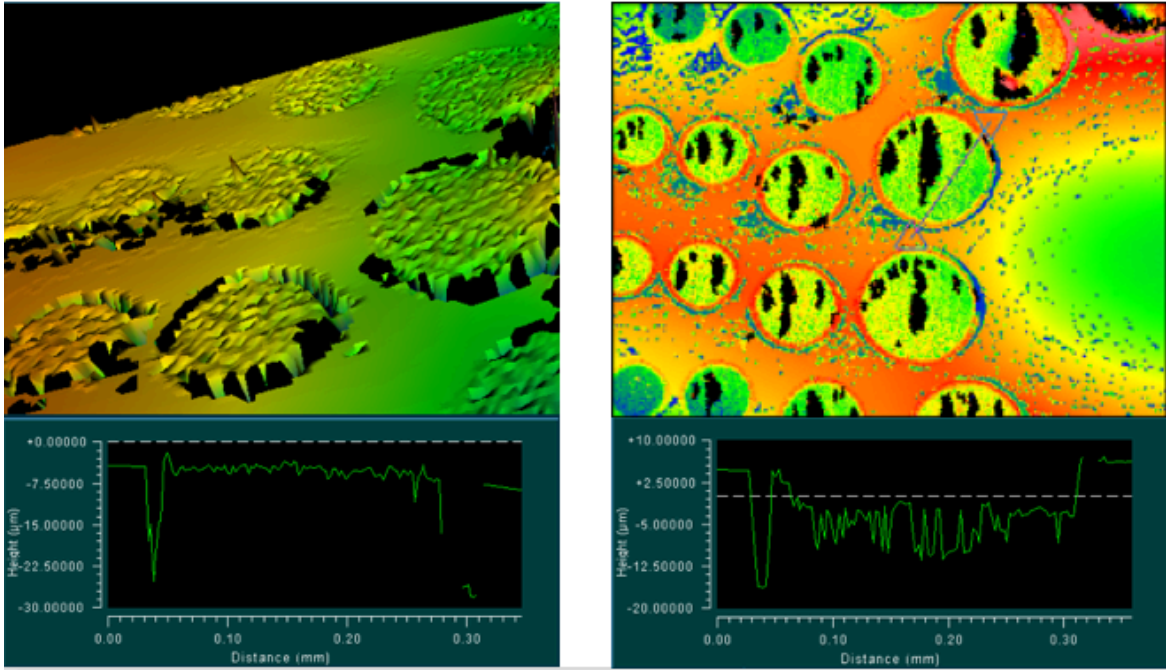 +0.00000
-7.50000
-15.00000
-22.50000
-30.00000
Height (µm)
0.00 0.10 0.20 0.30
Distance (mm)
+10.00000
+2.50000
-5.00000
-12.50000
-20.00000
Height (µm)
0.00 0.10 0.20 0.30
Distance (mm)